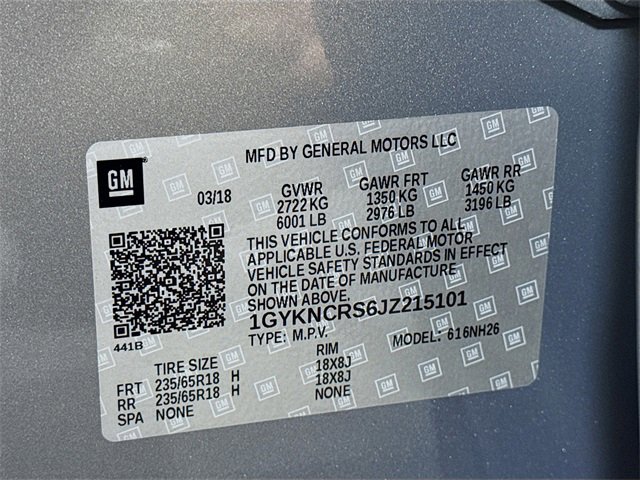 MFD BY GENERAL MOTORS LLC
GM
03/18
GVWR GAWR FRT GAWR RR
2722 KG 1350 KG 1450 KG
6001 LB 2976 LB 3196 LB
THIS VEHICLE CONFORMS TO ALL
APPLICABLE U.S. FEDERAL MOTOR
VEHICLE SAFETY STANDARDS IN EFFECT
ON THE DATE OF MANUFACTURE
SHOWN ABOVE.
1GYKNCRS6JZ215101
441B
TYPE: M.P.V. MODEL: 616NH26
TIRE SIZE RIM
FRT 235/65R18 H 18X8J
RR 235/65R18 H 18X8J
SPA NONE NONE